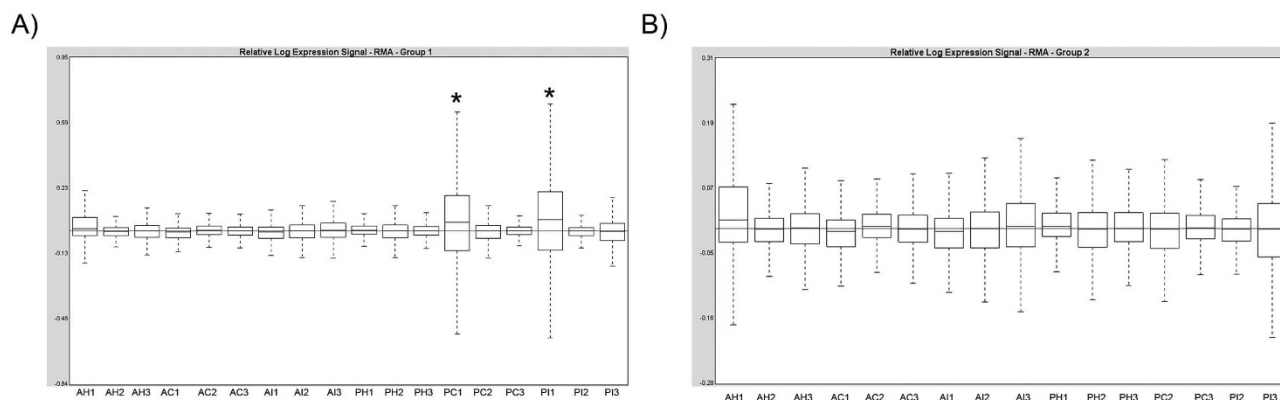 A)
Relative Log Expression Signal - RMA - Group 1
0.95
0.59
0.23
-0.13
-0.48
-0.84
* *
AH1 AH2 AH3 AC1 AC2 AC3 AI1 AI2 AI3 PH1 PH2 PH3 PC1 PC2 PC3 PI1 PI2 PI3
B)
Relative Log Expression Signal - RMA - Group 2
0.31
0.19
0.07
-0.05
-0.16
-0.28
AH1 AH2 AH3 AC1 AC2 AC3 AI1 AI2 AI3 PH1 PH2 PH3 PC2 PC3 PI2 PI3